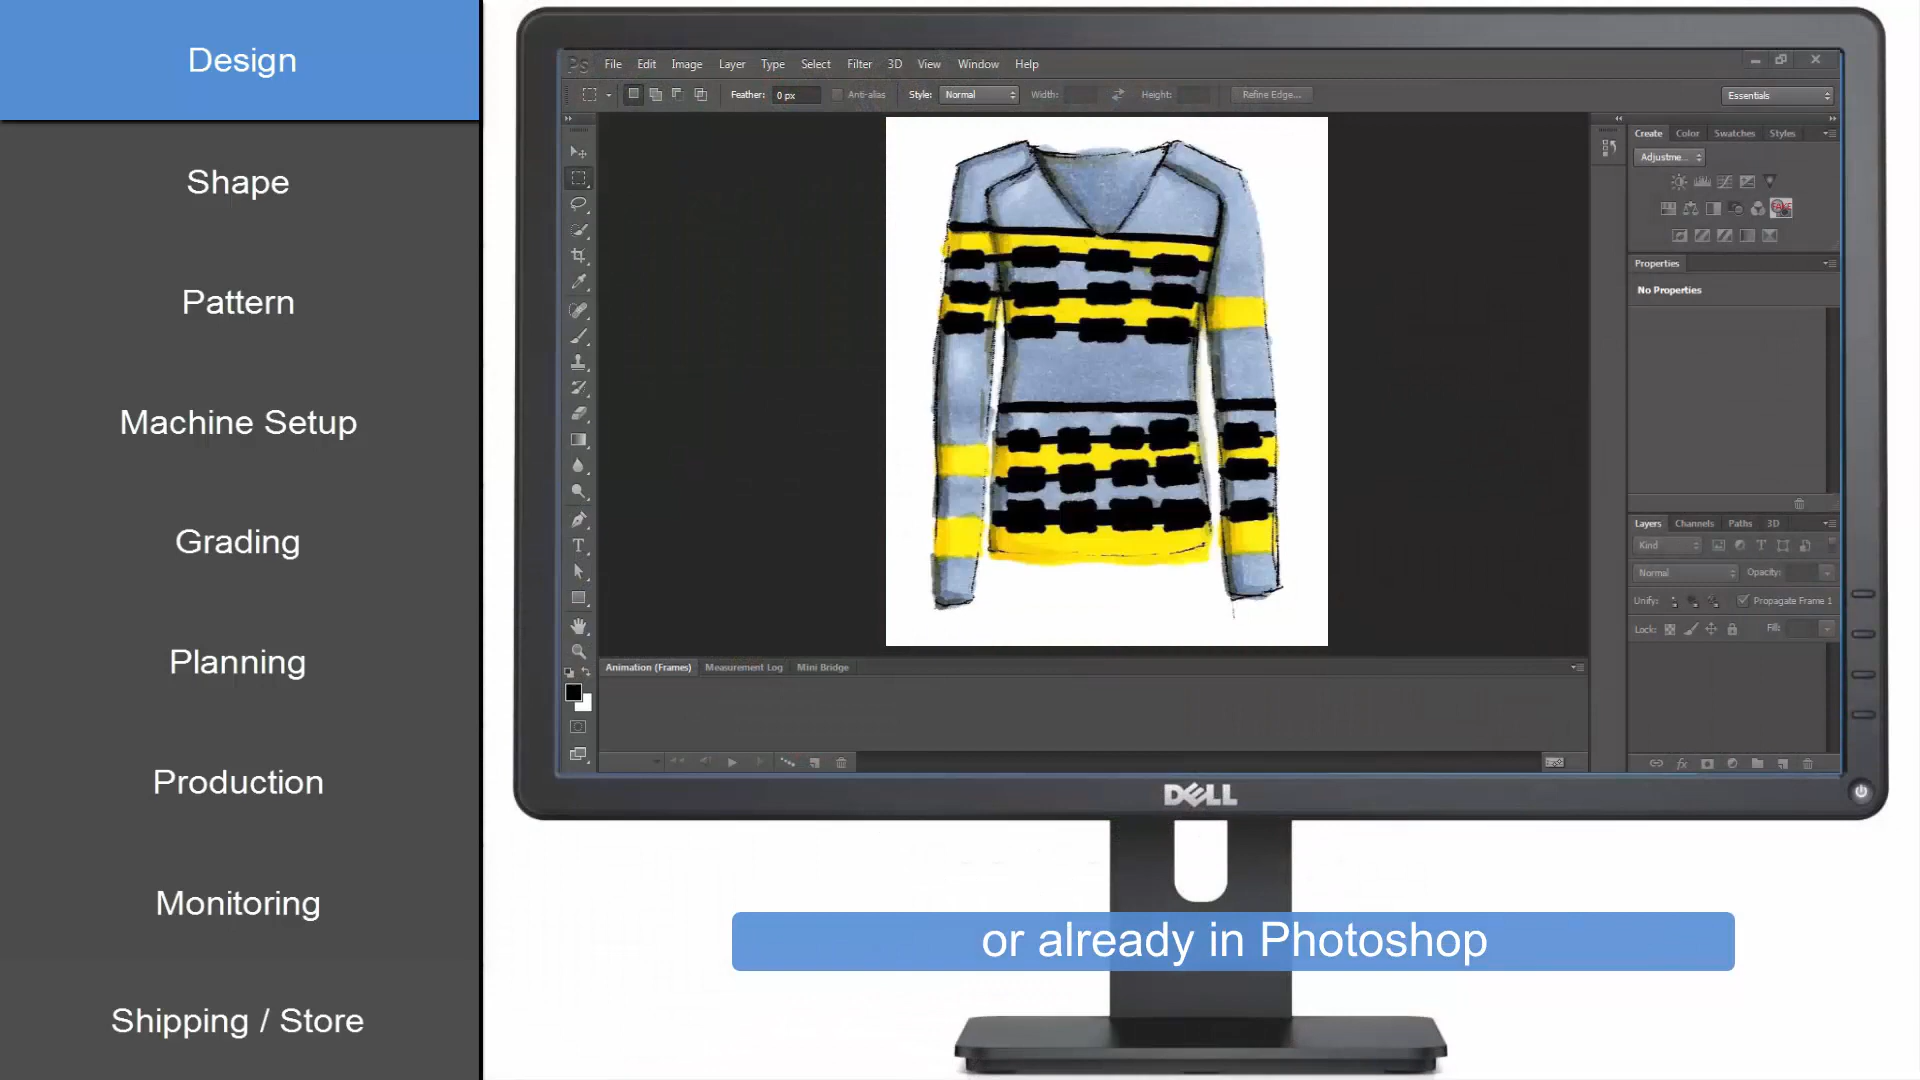 Design
Shape
Pattern
Machine Setup
Grading
Planning
Production
Monitoring
Shipping / Store
Ps File Edit Image Layer Type Select Filter 3D View Window Help
Feather: 0 px Anti-alias Style: Normal Width: Height: Refine Edge... Essentials
Create Color Swatches Styles
Adjustme...
Properties
No Properties
Layers Channels Paths 3D
Kind
Normal Opacity:
Unify: Propagate Frame 1
Lock: Fill:
Animation (Frames) Measurement Log Mini Bridge
DELL
or already in Photoshop